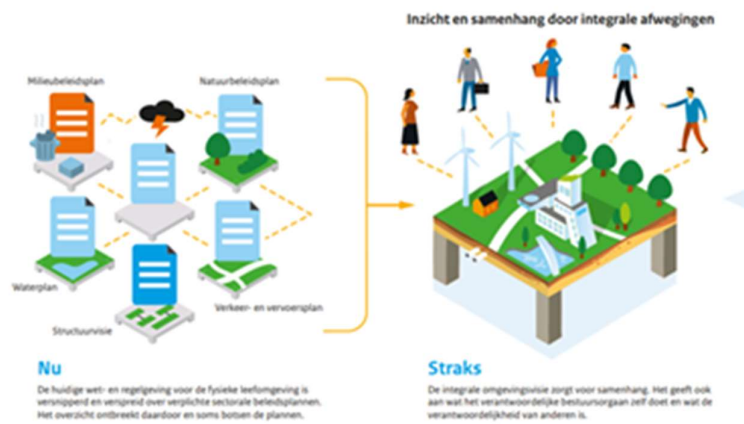 Inzicht en samenhang door integrale afwegingen
Milieubeleidsplan
Natuurbeleidsplan
Waterplan
Verkeer- en vervoersplan
Structuurvisie
Nu
De huidige wet- en regelgeving voor de fysieke leefomgeving is
versnipperd en verspreid over verplichte sectorale beleidsplannen.
Het overzicht ontbreekt daardoor en soms botsen de plannen.
Straks
De integrale omgevingsvisie zorgt voor samenhang. Het geeft ook
aan wat het verantwoordelijke bestuursorgaan zelf doet en wat de
verantwoordelijkheid van anderen is.